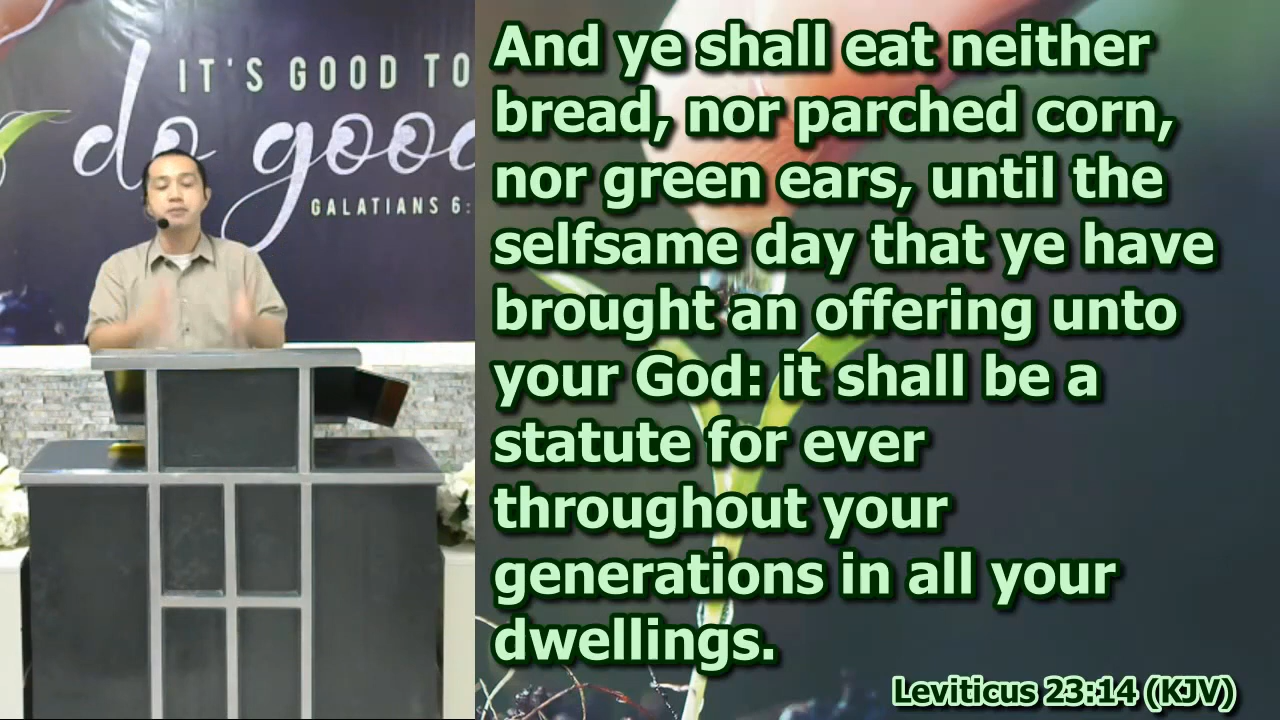 IT'S GOOD TO
do good
GALATIANS 6:
And ye shall eat neither
bread, nor parched corn,
nor green ears, until the
selfsame day that ye have
brought an offering unto
your God: it shall be a
statute for ever
throughout your
generations in all your
dwellings.
Leviticus 23:14 (KJV)